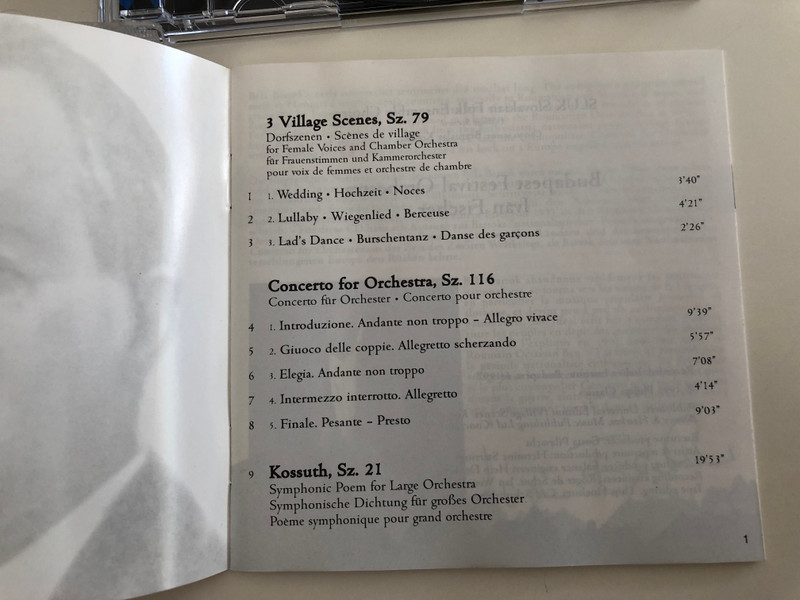 3 Village Scenes, Sz. 79
Dorfszenen • Scènes de village
for Female Voices and Chamber Orchestra
für Frauenstimmen und Kammerorchester
pour voix de femmes et orchestre de chambre
1 1. Wedding • Hochzeit • Noces 3'40"
2 2. Lullaby • Wiegenlied • Berceuse 4'21"
3 3. Lad's Dance • Burschentanz • Danse des garçons 2'26"
Concerto for Orchestra, Sz. 116
Concerto für Orchester • Concerto pour orchestre
4 1. Introduzione. Andante non troppo – Allegro vivace 9'39"
5 2. Giuoco delle coppie. Allegretto scherzando 5'57"
6 3. Elegia. Andante non troppo 7'08"
7 4. Intermezzo interrotto. Allegretto 4'14"
8 5. Finale. Pesante – Presto 9'03"
9 Kossuth, Sz. 21 19'53"
Symphonic Poem for Large Orchestra
Symphonische Dichtung für großes Orchester
Poème symphonique pour grand orchestre
1